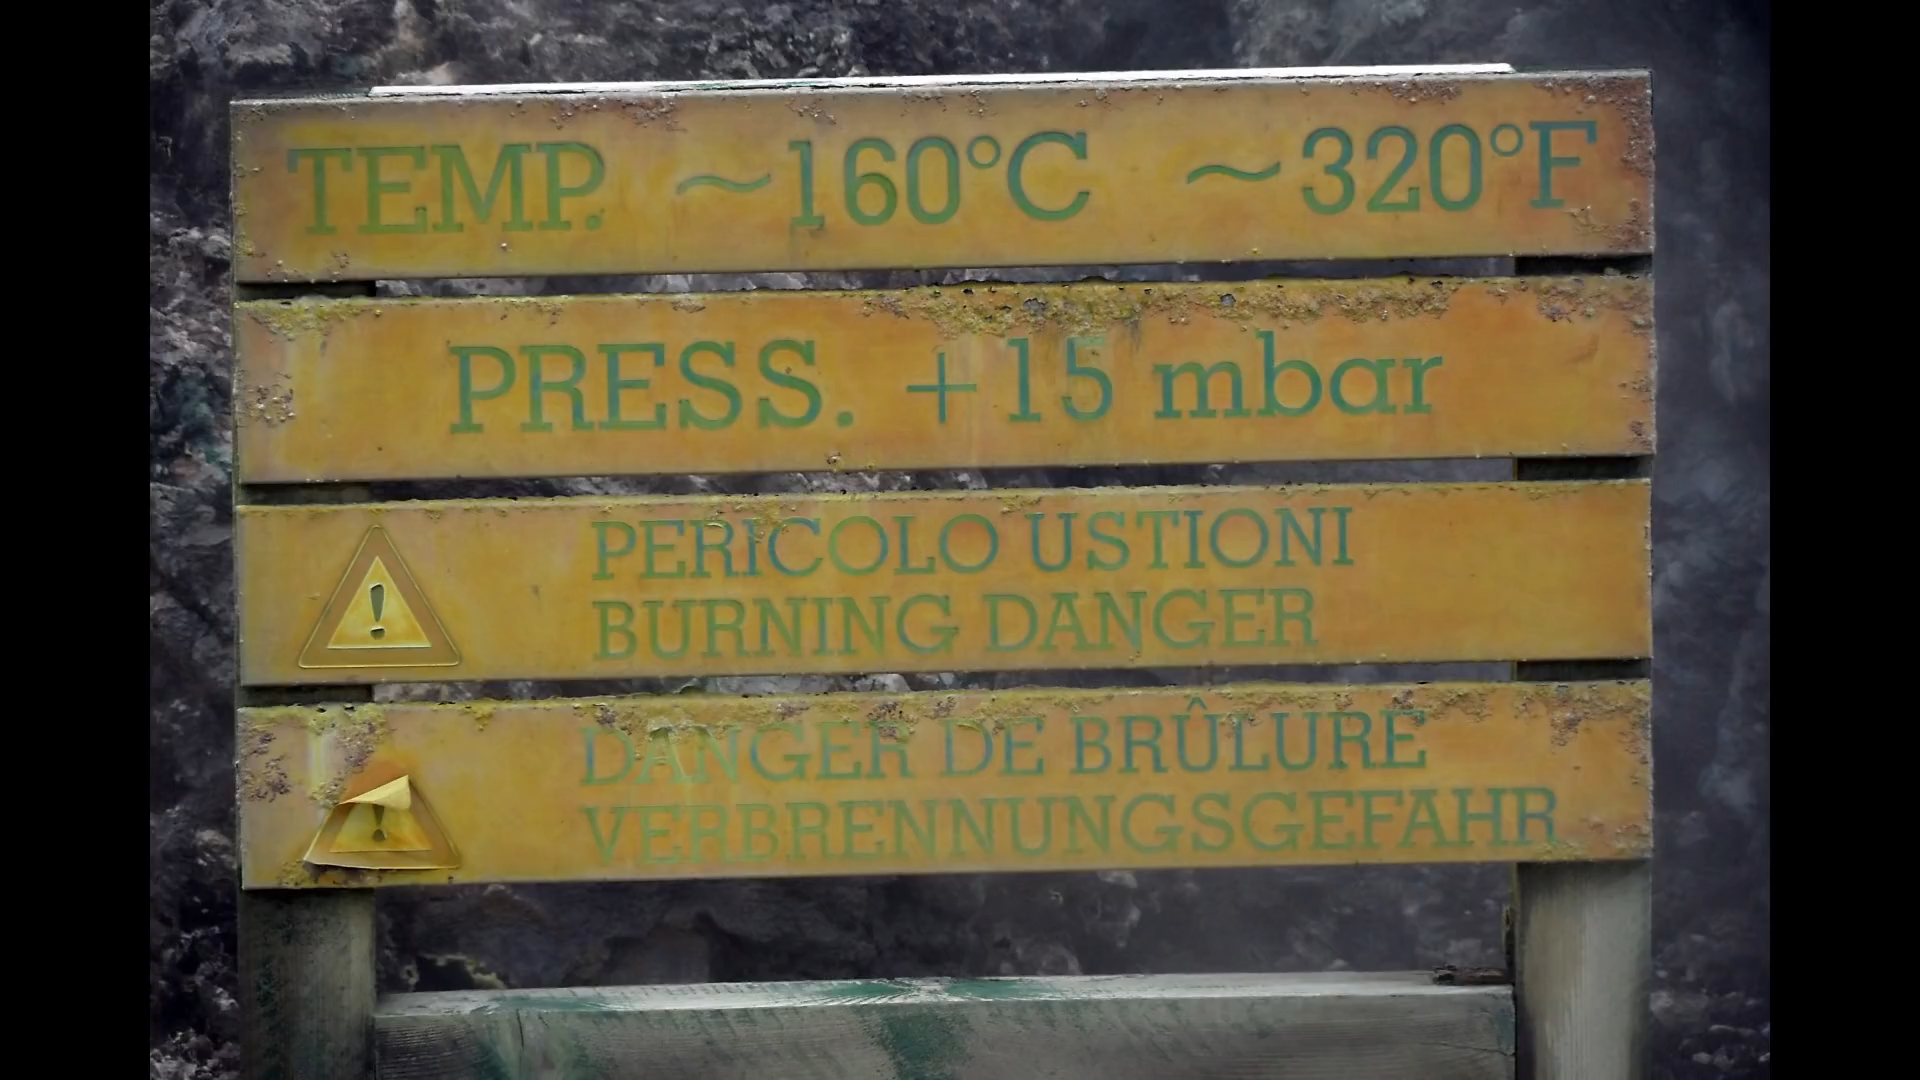 TEMP. ~160°C ~320°F
PRESS. +15 mbar
PERICOLO USTIONI
BURNING DANGER
DANGER DE BRÛLURE
VERBRENNUNGSGEFAHR